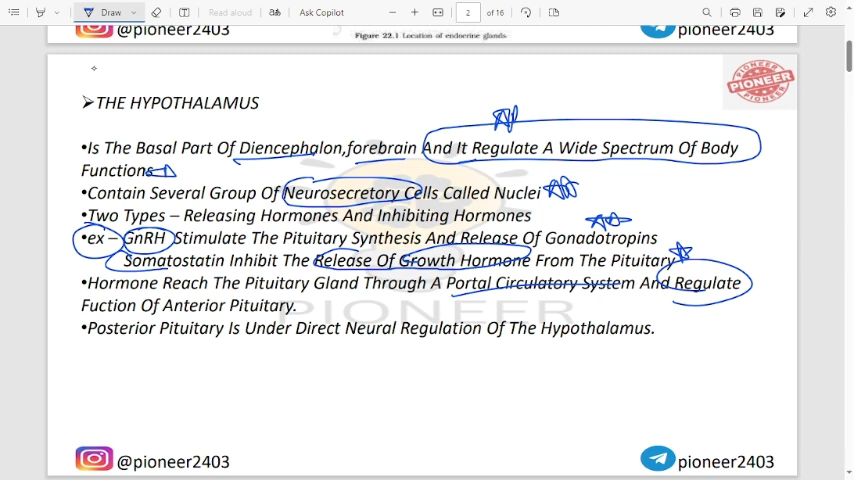 Draw
Read aloud
Ask Copilot
2 of 16
@pioneer2403
Figure 22.1 Location of endocrine glands
pioneer2403
PIONEER
➢THE HYPOTHALAMUS
•Is The Basal Part Of Diencephalon,forebrain And It Regulate A Wide Spectrum Of Body
Functions
•Contain Several Group Of Neurosecretory Cells Called Nuclei
•Two Types – Releasing Hormones And Inhibiting Hormones
•ex – GnRH Stimulate The Pituitary Synthesis And Release Of Gonadotropins
Somatostatin Inhibit The Release Of Growth Hormone From The Pituitary
•Hormone Reach The Pituitary Gland Through A Portal Circulatory System And Regulate
Fuction Of Anterior Pituitary.
PIONEER
•Posterior Pituitary Is Under Direct Neural Regulation Of The Hypothalamus.
@pioneer2403
pioneer2403